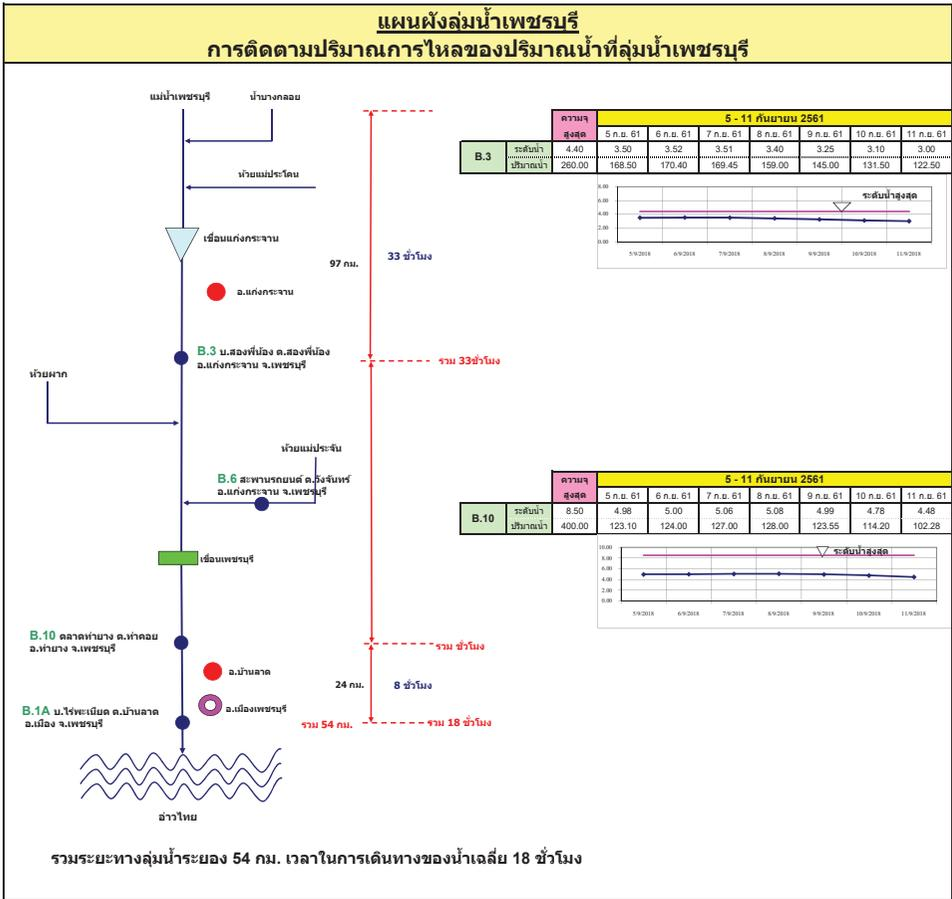 แผนผังลุ่มน้ำเพชรบุรี
การติดตามปริมาณการไหลของปริมาณน้ำที่ลุ่มน้ำเพชรบุรี
แม่น้ำเพชรบุรี
น้ำบางกลอย
ห้วยแม่ประโดน
เขื่อนแก่งกระจาน
อ.แก่งกระจาน
97 กม.
33 ชั่วโมง
B.3 บ.สองพี่น้อง ต.สองพี่น้อง
อ.แก่งกระจาน จ.เพชรบุรี
รวม 33ชั่วโมง
ห้วยผาก
ห้วยแม่ประจัน
B.6 สะพานรถยนต์ ต.วังจันทร์
อ.แก่งกระจาน จ.เพชรบุรี
เขื่อนเพชรบุรี
B.10 ตลาดท่ายาง ต.ท่าคอย
อ.ท่ายาง จ.เพชรบุรี
รวม ชั่วโมง
อ.บ้านลาด
24 กม.
8 ชั่วโมง
อ.เมืองเพชรบุรี
B.1A บ.ไร่พะเนียด ต.บ้านลาด
อ.เมือง จ.เพชรบุรี
รวม 54 กม.
รวม 18 ชั่วโมง
อ่าวไทย
รวมระยะทางลุ่มน้ำระยอง 54 กม. เวลาในการเดินทางของน้ำเฉลี่ย 18 ชั่วโมง
ความจุ 5 - 11 กันยายน 2561
สูงสุด 5 ก.ย. 61 6 ก.ย. 61 7 ก.ย. 61 8 ก.ย. 61 9 ก.ย. 61 10 ก.ย. 61 11 ก.ย. 61
B.3
ระดับน้ำ 4.40 3.50 3.52 3.51 3.40 3.25 3.10 3.00
ปริมาณน้ำ 260.00 168.50 170.40 169.45 159.00 145.00 131.50 122.50
ระดับน้ำสูงสุด
8.00
4.00
2.00
0.00
5/9/2018 6/9/2018 7/9/2018 8/9/2018 9/9/2018 10/9/2018 11/9/2018
ความจุ 5 - 11 กันยายน 2561
สูงสุด 5 ก.ย. 61 6 ก.ย. 61 7 ก.ย. 61 8 ก.ย. 61 9 ก.ย. 61 10 ก.ย. 61 11 ก.ย. 61
B.10
ระดับน้ำ 8.50 4.98 5.00 5.06 5.08 4.99 4.78 4.48
ปริมาณน้ำ 400.00 123.10 124.00 127.00 128.00 123.55 114.20 102.28
ระดับน้ำสูงสุด
10.00
8.00
6.00
4.00
2.00
0.00
5/9/2018 6/9/2018 7/9/2018 8/9/2018 9/9/2018 10/9/2018 11/9/2018